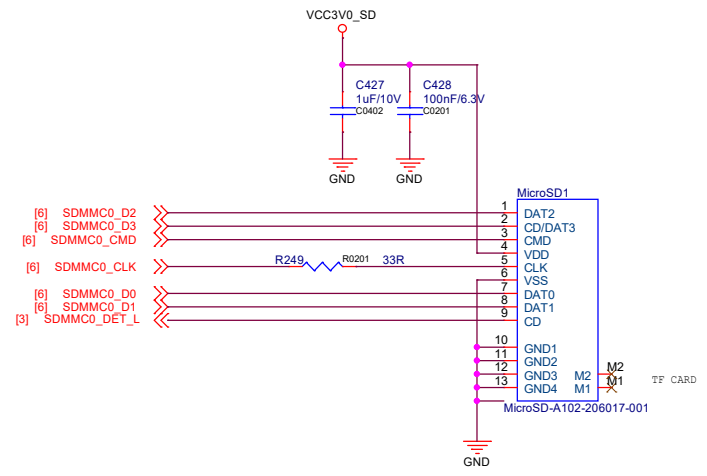 VCC3V0_SD
C427
1uF/10V
C0402
C428
100nF/6.3V
C0201
GND
GND
MicroSD1
[6] SDMMC0_D2
1
DAT2
[6] SDMMC0_D3
2
CD/DAT3
[6] SDMMC0_CMD
3
CMD
4
VDD
[6] SDMMC0_CLK
R249
R0201
33R
5
CLK
6
VSS
[6] SDMMC0_D0
7
DAT0
[6] SDMMC0_D1
8
DAT1
[3] SDMMC0_DET_L
9
CD
10
GND1
11
GND2
12
GND3
M2
M2
13
GND4
M1
M1
TF CARD
MicroSD-A102-206017-001
GND